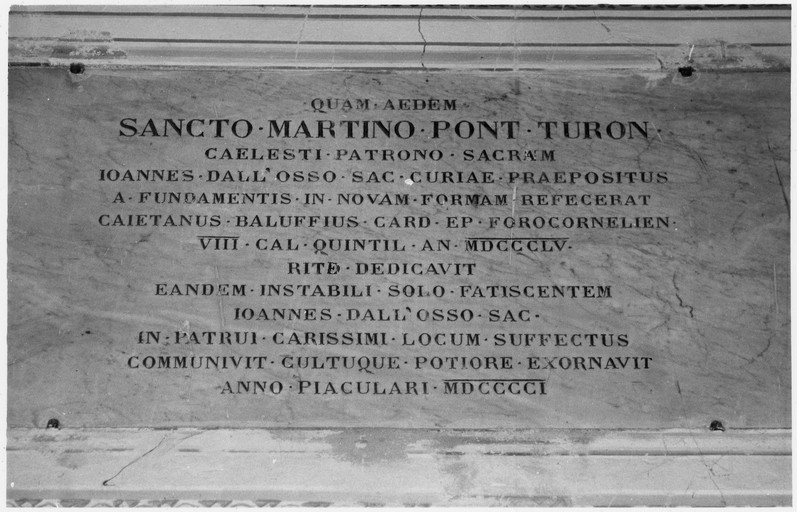 QUAM · AEDEM ·
SANCTO · MARTINO · PONT · TURON ·
CAELESTI · PATRONO · SACRAM
IOANNES · DALL'OSSO · SAC · CURIAE · PRAEPOSITUS
A · FUNDAMENTIS · IN · NOVAM · FORMAM · REFECERAT
CAIETANUS · BALUFFIUS · CARD · EP · FOROCORNELIEN ·
VIII · CAL · QUINTIL · AN · MDCCCLV ·
RITE · DEDICAVIT
EANDEM · INSTABILI · SOLO · FATISCENTEM
IOANNES · DALL'OSSO · SAC ·
IN · PATRUI · CARISSIMI · LOCUM · SUFFECTUS
COMMUNIVIT · CULTUQUE · POTIORE · EXORNAVIT
ANNO · PIACULARI · MDCCCCI